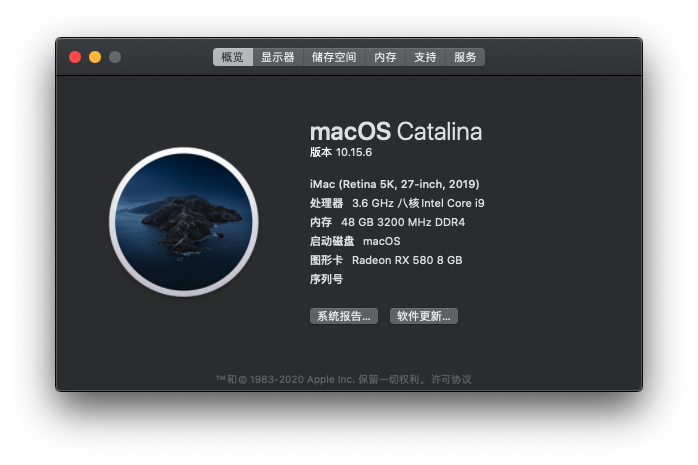 概览 显示器 储存空间 内存 支持 服务
macOS Catalina
版本 10.15.6
iMac (Retina 5K, 27-inch, 2019)
处理器 3.6 GHz 八核Intel Core i9
内存 48 GB 3200 MHz DDR4
启动磁盘 macOS
图形卡 Radeon RX 580 8 GB
序列号
系统报告... 软件更新...
™和© 1983-2020 Apple Inc. 保留一切权利。许可协议